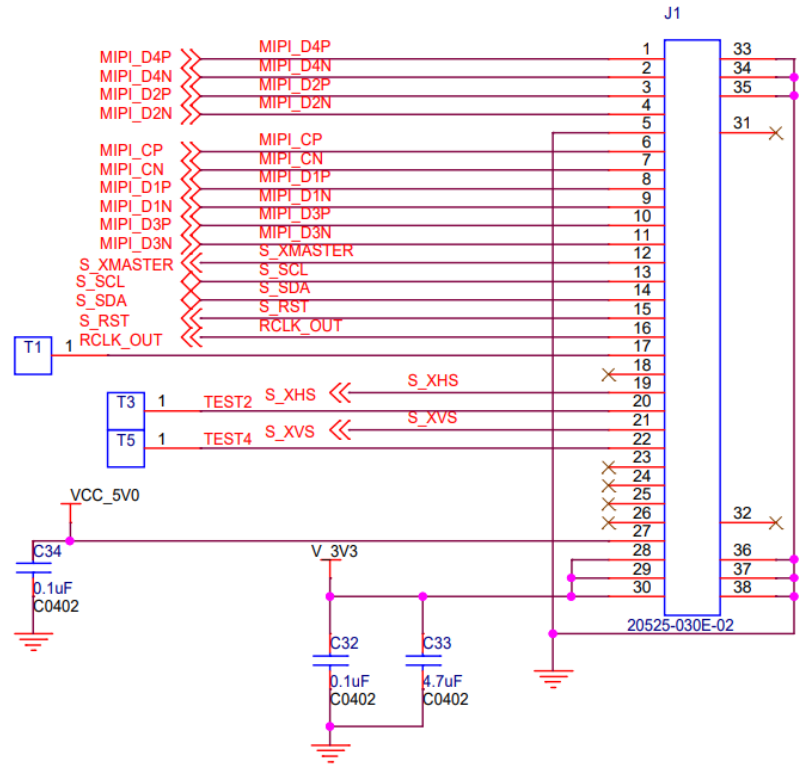 J1
MIPI_D4P MIPI_D4P 1 33
MIPI_D4N MIPI_D4N 2 34
MIPI_D2P MIPI_D2P 3 35
MIPI_D2N MIPI_D2N 4
5 31
MIPI_CP MIPI_CP 6
MIPI_CN MIPI_CN 7
MIPI_D1P MIPI_D1P 8
MIPI_D1N MIPI_D1N 9
MIPI_D3P MIPI_D3P 10
MIPI_D3N MIPI_D3N 11
S_XMASTER S_XMASTER 12
S_SCL S_SCL 13
S_SDA S_SDA 14
S_RST S_RST 15
RCLK_OUT RCLK_OUT 16
T1 1 17
18
S_XHS S_XHS 19
T3 1 TEST2 20
S_XVS S_XVS 21
T5 1 TEST4 22
23
24
25
26 32
VCC_5V0 27
28 36
29 37
30 38
C34
0.1uF
C0402
V_3V3
20525-030E-02
C32 C33
0.1uF 4.7uF
C0402 C0402